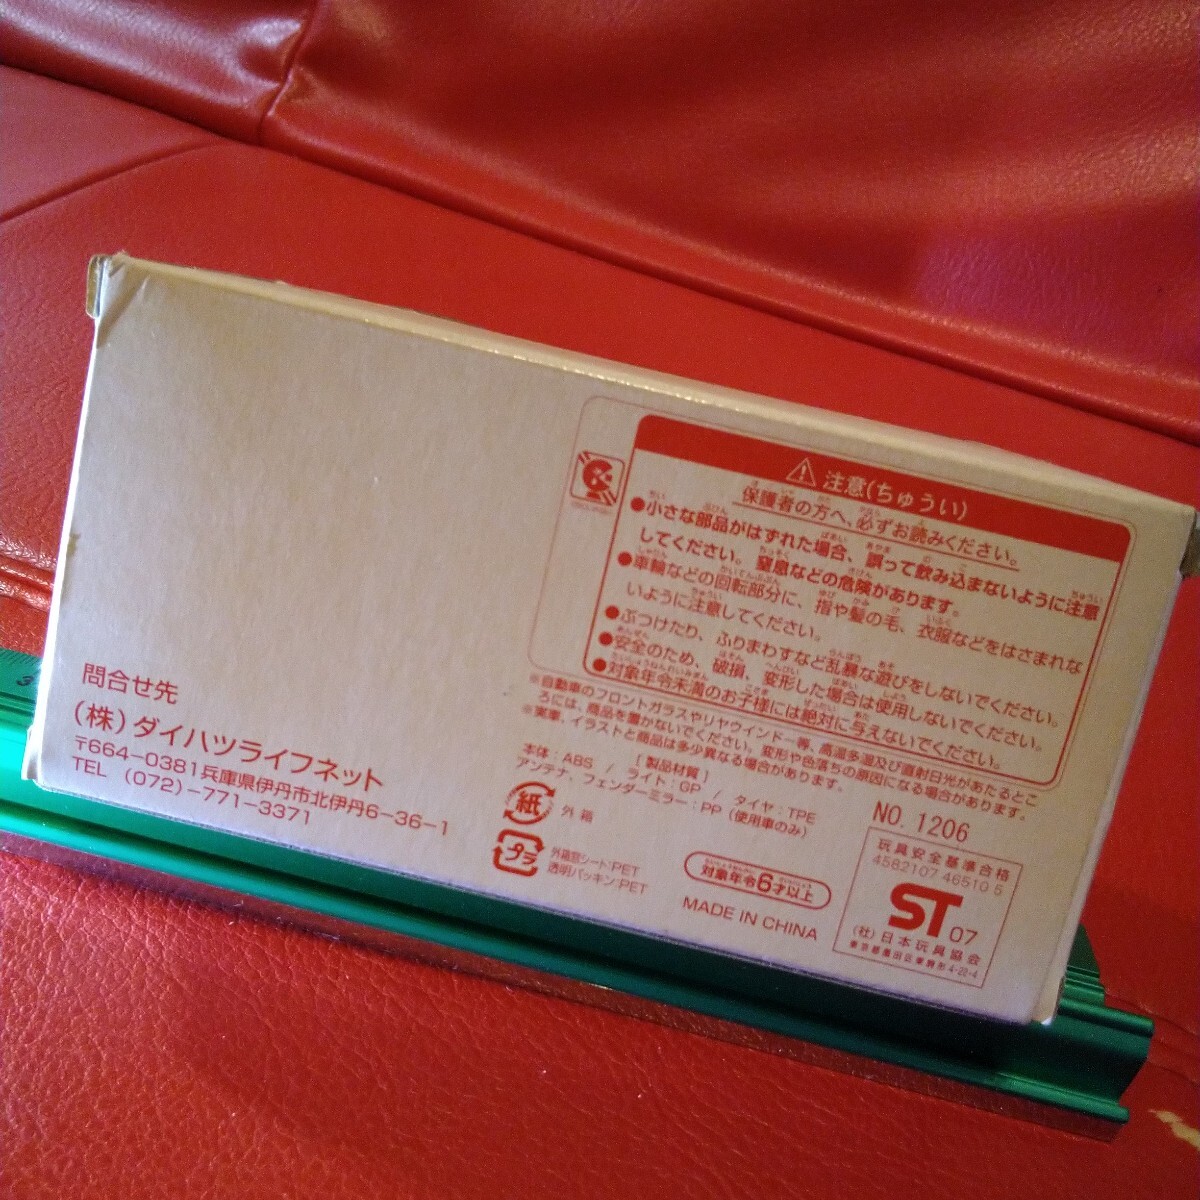 注意(ちゅうい)
保護者の方へ、必ずお読みください。
●小さな部品がはずれた場合、誤って飲み込まないように注意
してください。窒息などの危険があります。
●車輪などの回転部分に、指や髪の毛、衣服などをはさまれな
いように注意してください。
●ぶつけたり、ふりまわすなど乱暴な遊びをしないでください。
●安全のため、破損、変形した場合は使用しないでください。
●対象年令未満のお子様には絶対に与えないでください。
※自動車のフロントガラスやリヤウインドー等、高温多湿及び直射日光があたるとこ
ろには、商品を置かないでください。変形や色落ちの原因になる場合があります。
※実車、イラストと商品は多少異なる場合があります。
[製品材質]
本体:ABS / ライト:GP / タイヤ:TPE
アンテナ、フェンダーミラー:PP(使用車のみ)
紙 外箱
プラ 外箱窓シート:PET
透明パッキン:PET
対象年令6才以上
MADE IN CHINA
NO. 1206
玩具安全基準合格
4582107 46510 5
ST 07
(社)日本玩具協会
東京都墨田区東駒形4-22-4
問合せ先
(株)ダイハツライフネット
〒664-0381兵庫県伊丹市北伊丹6-36-1
TEL (072)-771-3371